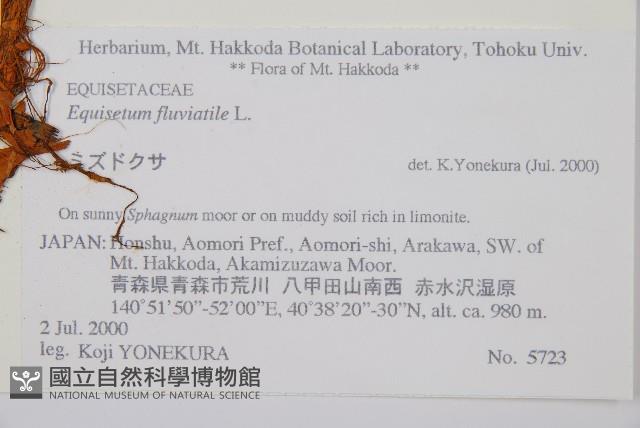 Herbarium, Mt. Hakkoda Botanical Laboratory, Tohoku Univ.
** Flora of Mt. Hakkoda **
EQUISETACEAE
Equisetum fluviatile L.
ミズドクサ
det. K.Yonekura (Jul. 2000)
On sunny Sphagnum moor or on muddy soil rich in limonite.
JAPAN: Honshu, Aomori Pref., Aomori-shi, Arakawa, SW. of
Mt. Hakkoda, Akamizuzawa Moor.
青森県青森市荒川 八甲田山南西 赤水沢湿原
140°51'50”-52'00”E, 40°38'20”-30”N, alt. ca. 980 m.
2 Jul. 2000
leg. Koji YONEKURA
No. 5723
國立自然科學博物館
NATIONAL MUSEUM OF NATURAL SCIENCE